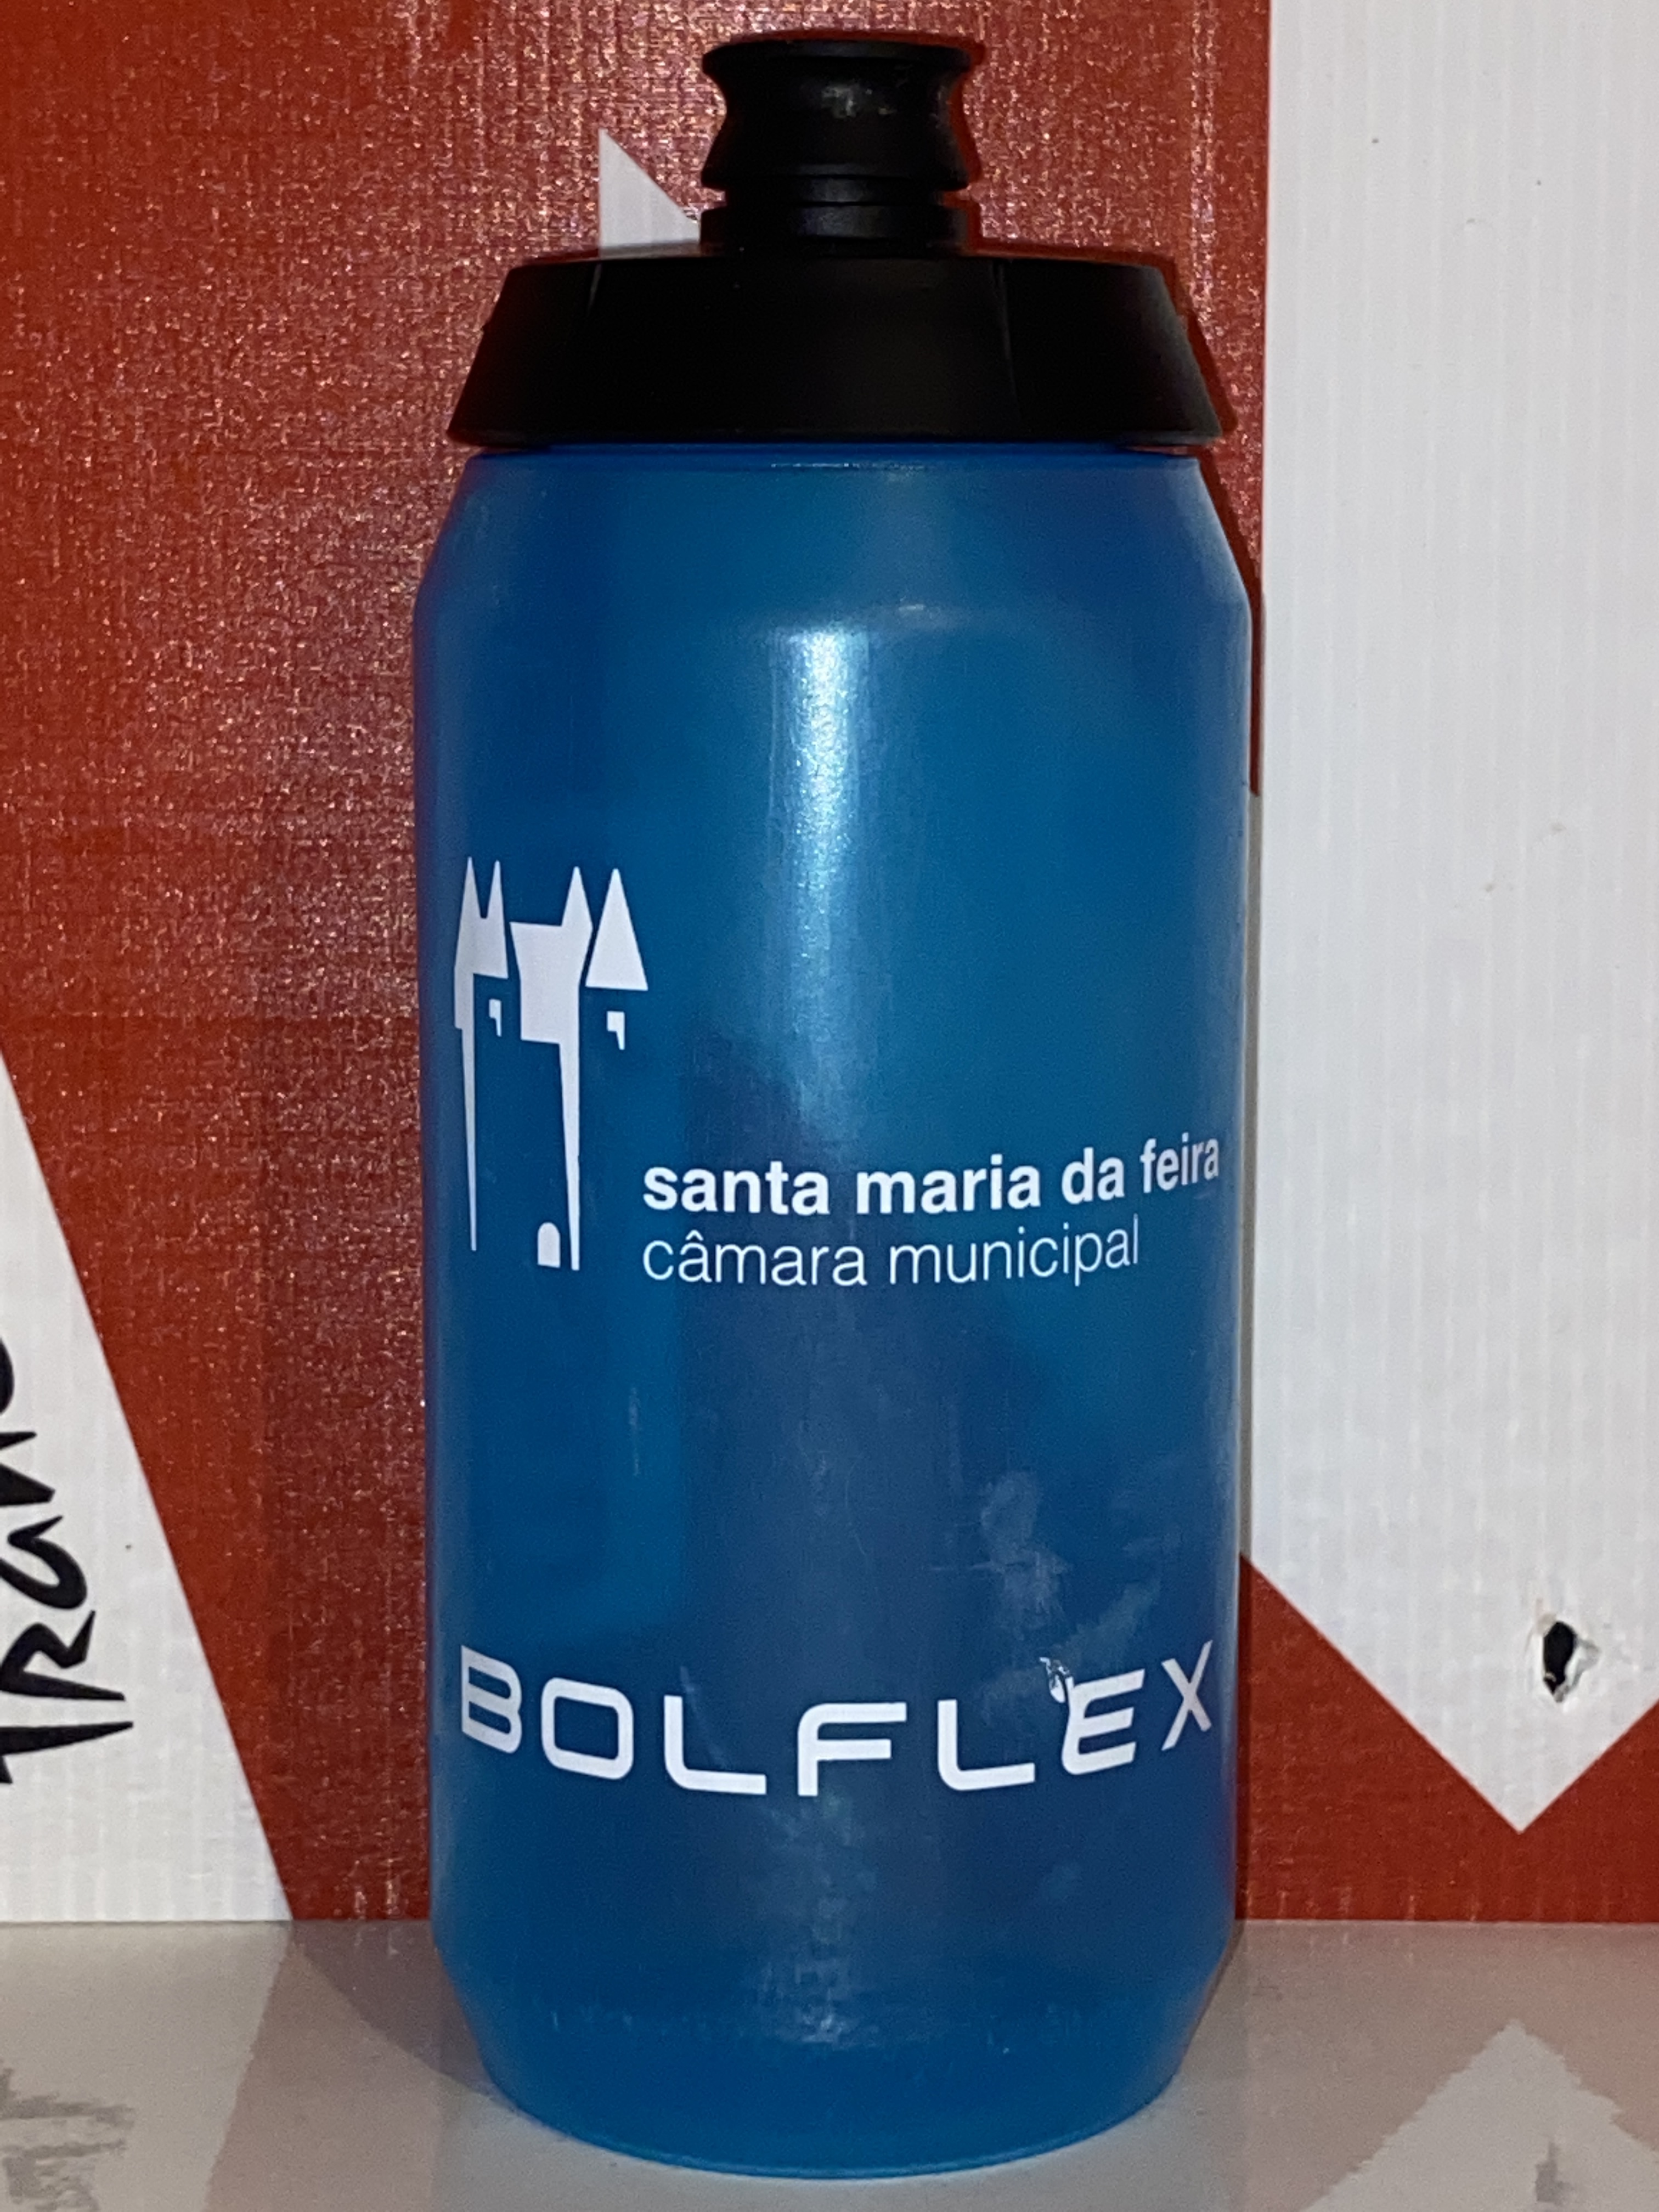 santa maria da feira
câmara municipal
BOLFLEX